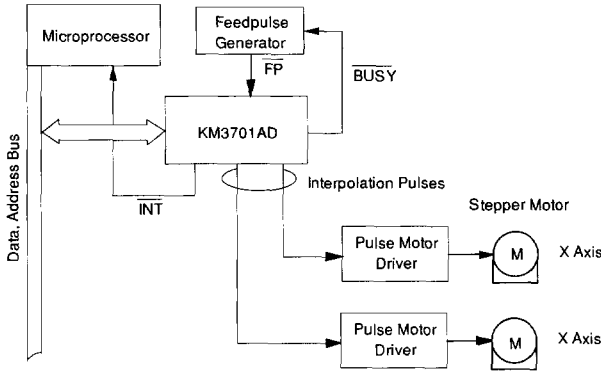 Microprocessor
Feedpulse
Generator
FP
BUSY
KM3701AD
Data, Address Bus
INT
Interpolation Pulses
Stepper Motor
Pulse Motor
Driver
M
X Axis
Pulse Motor
Driver
M
X Axis